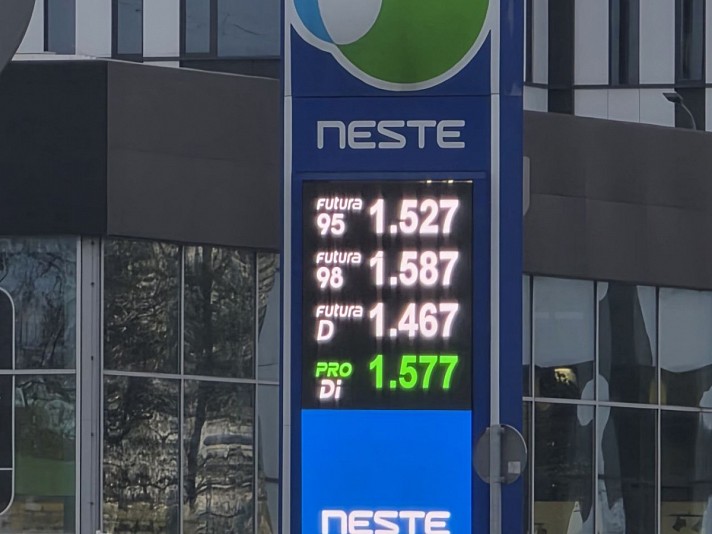 NESTE
Futura 95 1.527
Futura 98 1.587
Futura D 1.467
PRO Di 1.577
NESTE